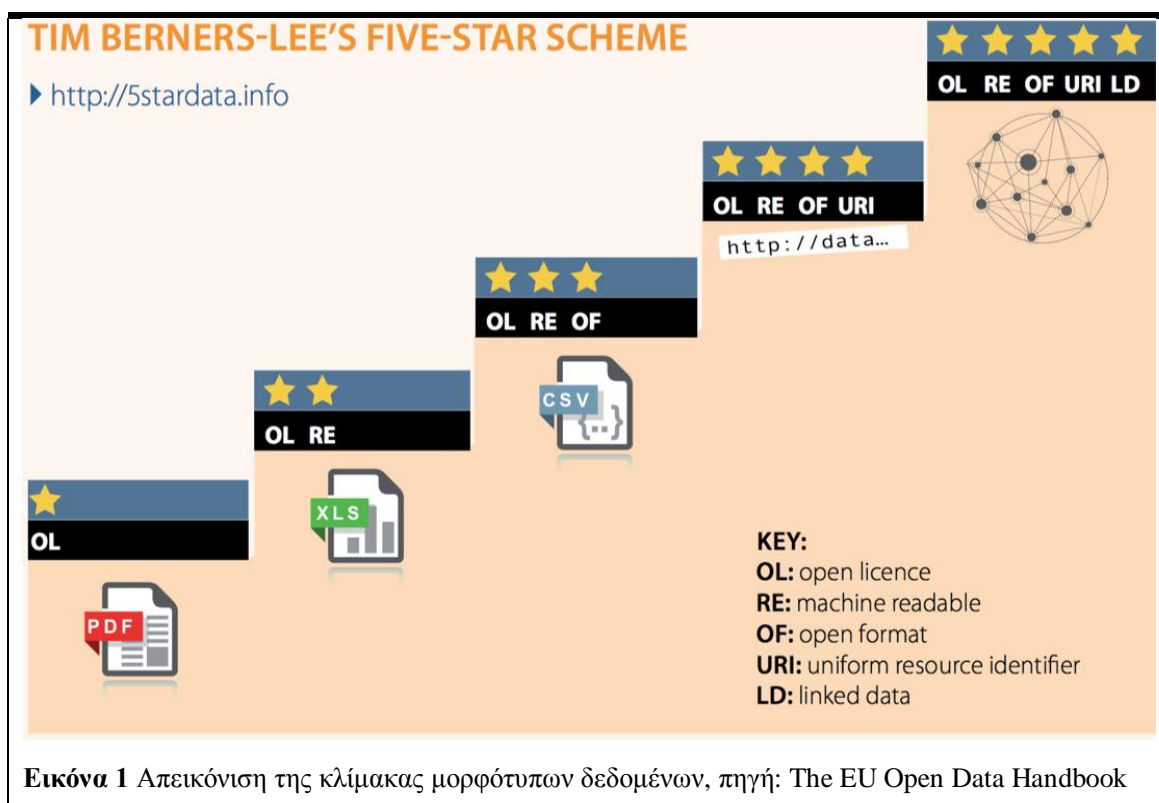 TIM BERNERS-LEE'S FIVE-STAR SCHEME
http://5stardata.info
OL RE OF URI LD
OL RE OF URI
http://data…
OL RE OF
CSV
{..}
OL RE
XLS
OL
PDF
KEY:
OL: open licence
RE: machine readable
OF: open format
URI: uniform resource identifier
LD: linked data
Εικόνα 1 Απεικόνιση της κλίμακας μορφότυπων δεδομένων, πηγή: The EU Open Data Handbook